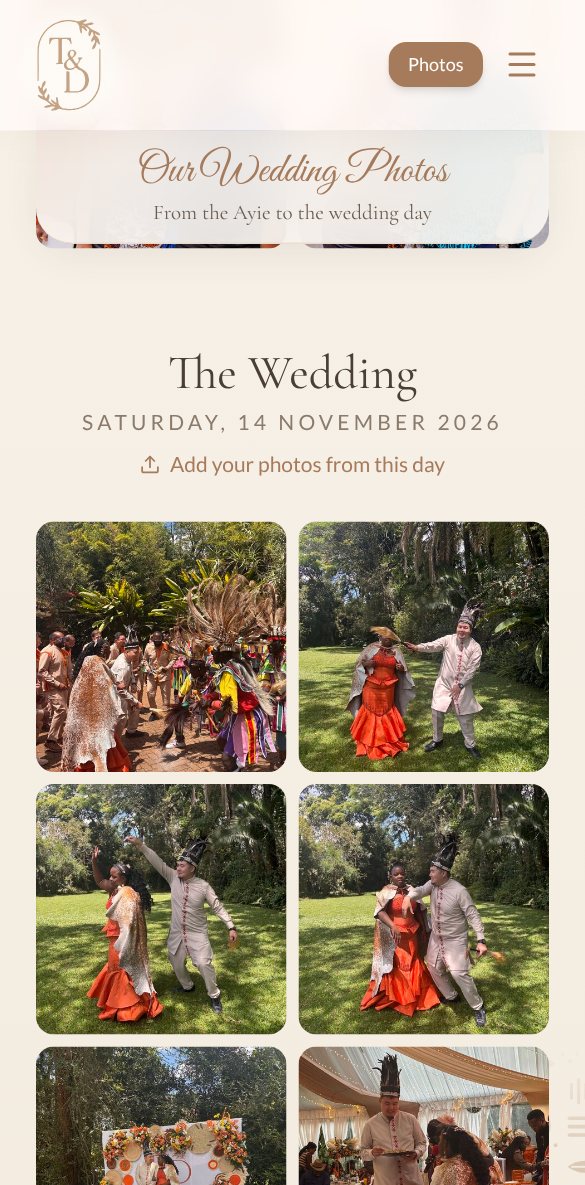 T&D
Photos
Our Wedding Photos
From the Ayie to the wedding day
The Wedding
SATURDAY, 14 NOVEMBER 2026
Add your photos from this day